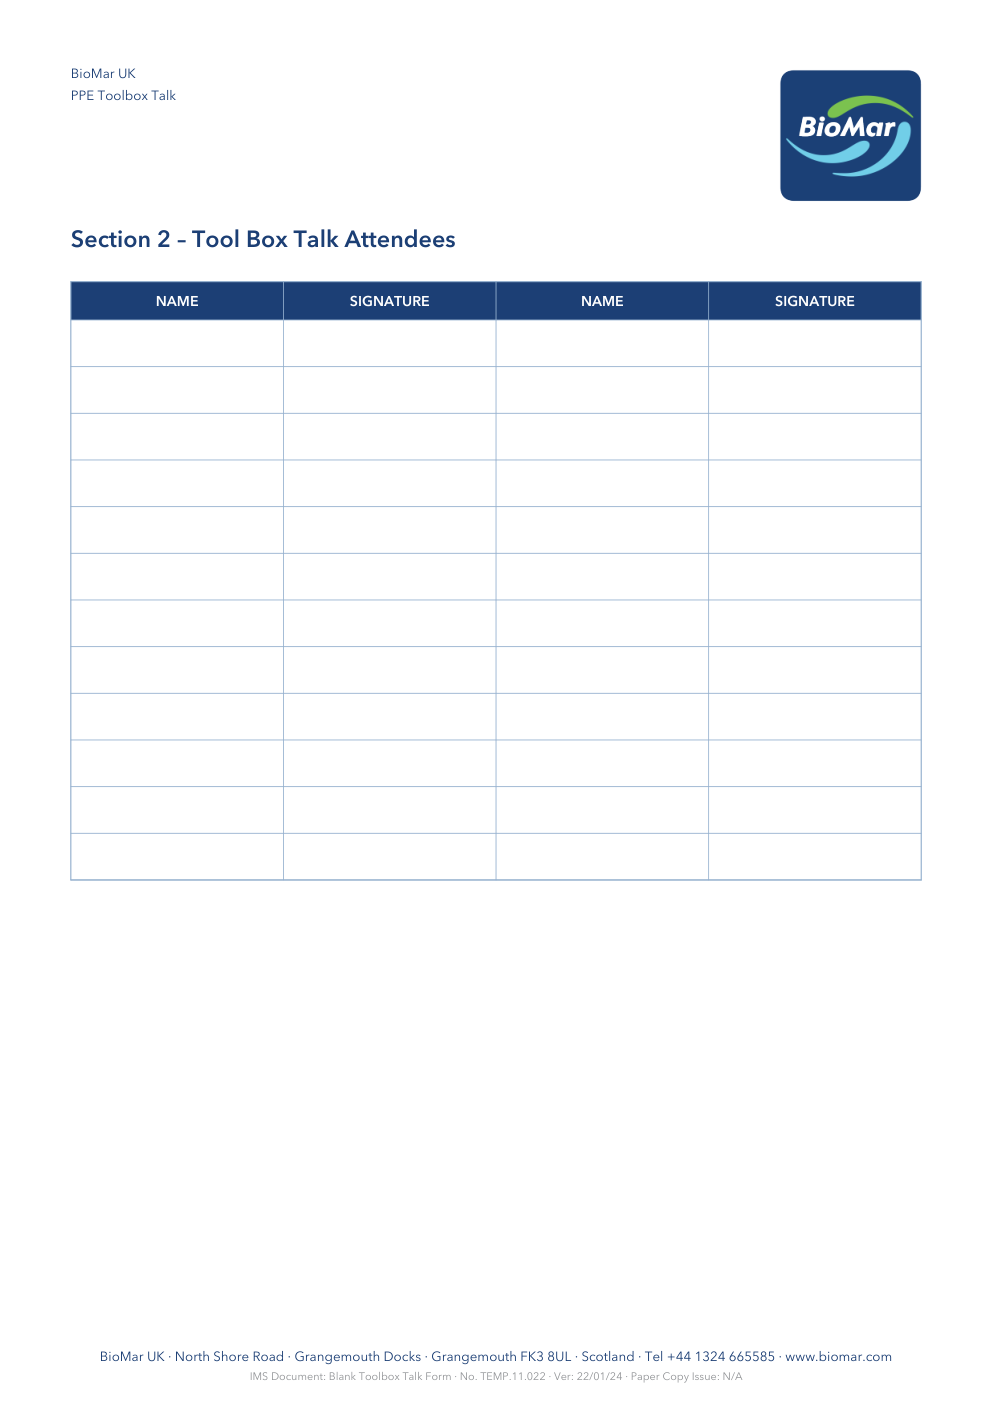 BioMar UK
PPE Toolbox Talk
BioMar
Section 2 – Tool Box Talk Attendees
NAME SIGNATURE NAME SIGNATURE
BioMar UK · North Shore Road · Grangemouth Docks · Grangemouth FK3 8UL · Scotland · Tel +44 1324 665585 · www.biomar.com
IMS Document: Blank Toolbox Talk Form · No. TEMP.11.022 · Ver: 22/01/24 · Paper Copy Issue: N/A